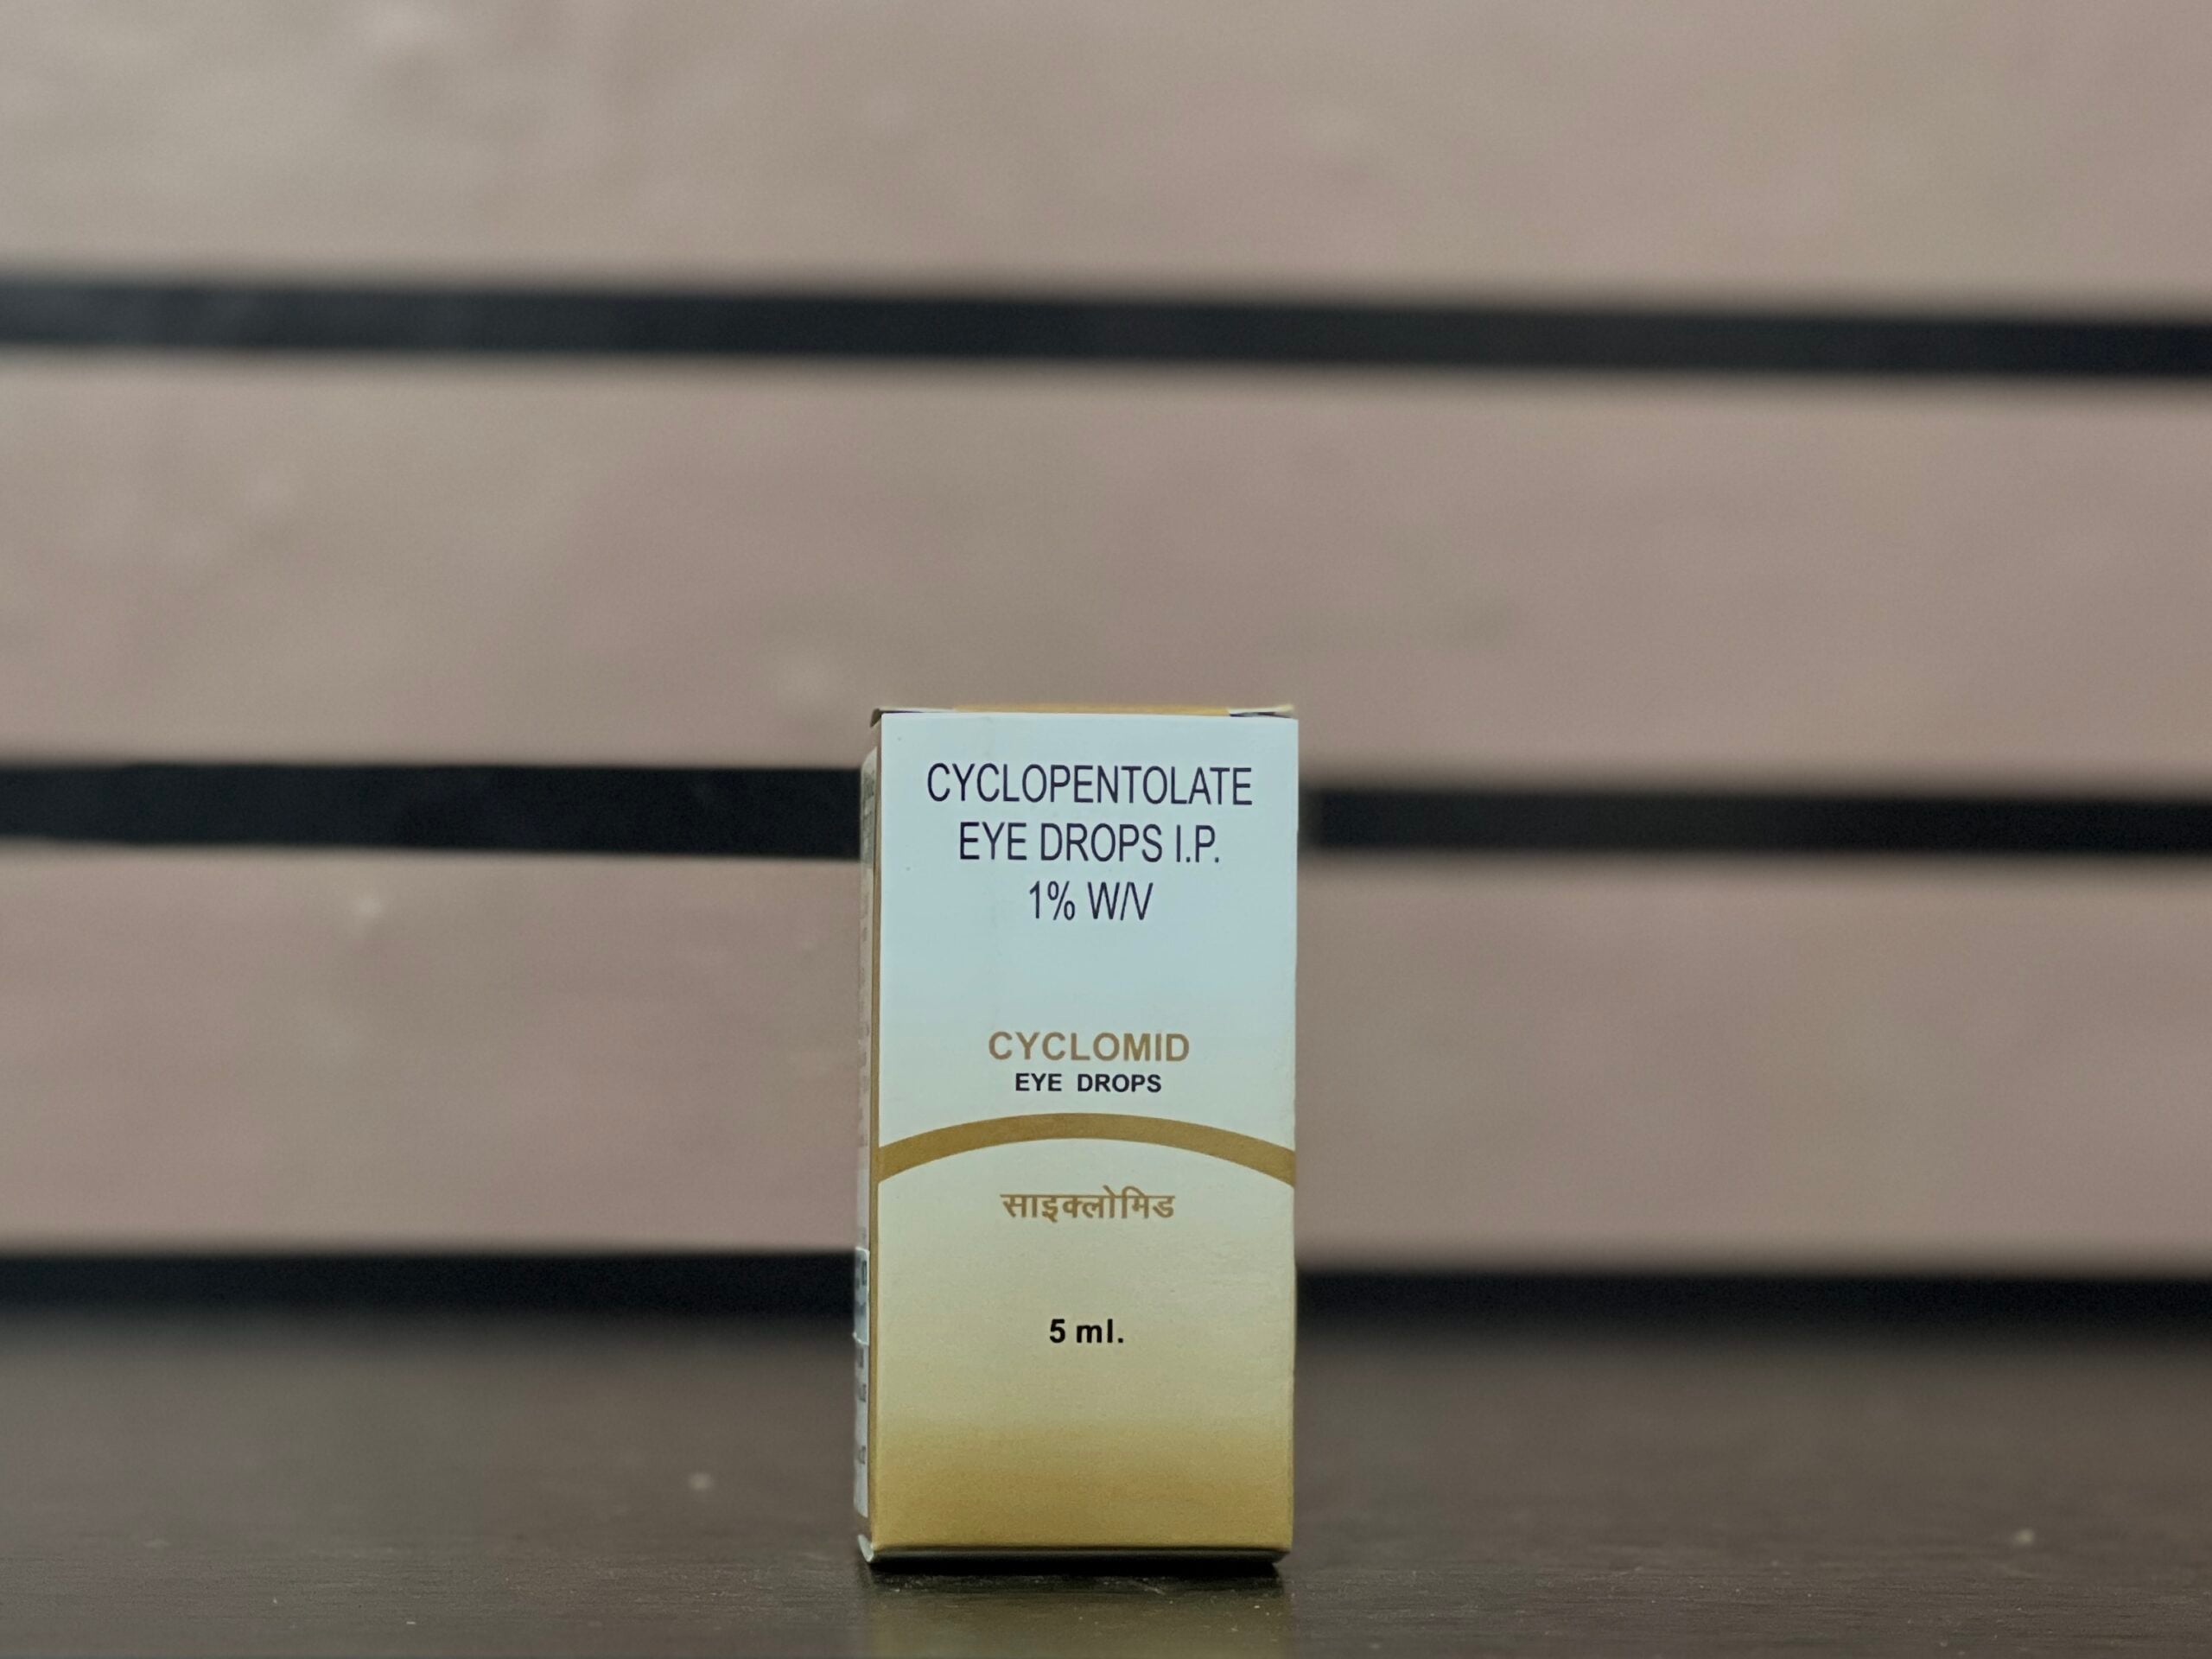 CYCLOPENTOLATE
EYE DROPS I.P.
1% W/V
CYCLOMID
EYE DROPS
साइक्लोमिड
5 ml.